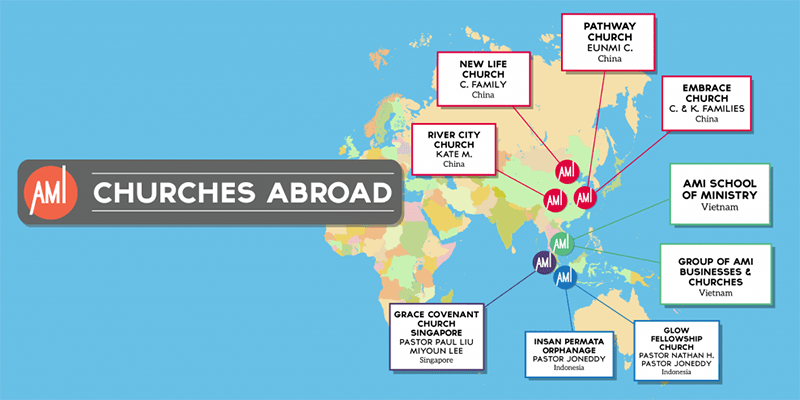 PATHWAY
CHURCH
EUNMI C.
China
NEW LIFE
CHURCH
C. FAMILY
China
EMBRACE
CHURCH
C. & K. FAMILIES
China
RIVER CITY
CHURCH
KATE M.
China
AMI CHURCHES ABROAD
AMI
AMI
AMI
AMI SCHOOL
OF MINISTRY
Vietnam
AMI
AMI
AMI
GROUP OF AMI
BUSINESSES &
CHURCHES
Vietnam
GRACE COVENANT
CHURCH
SINGAPORE
PASTOR PAUL LIU
MIYOUN LEE
Singapore
INSAN PERMATA
ORPHANAGE
PASTOR JONEDDY
Indonesia
GLOW
FELLOWSHIP
CHURCH
PASTOR NATHAN H.
PASTOR JONEDDY
Indonesia